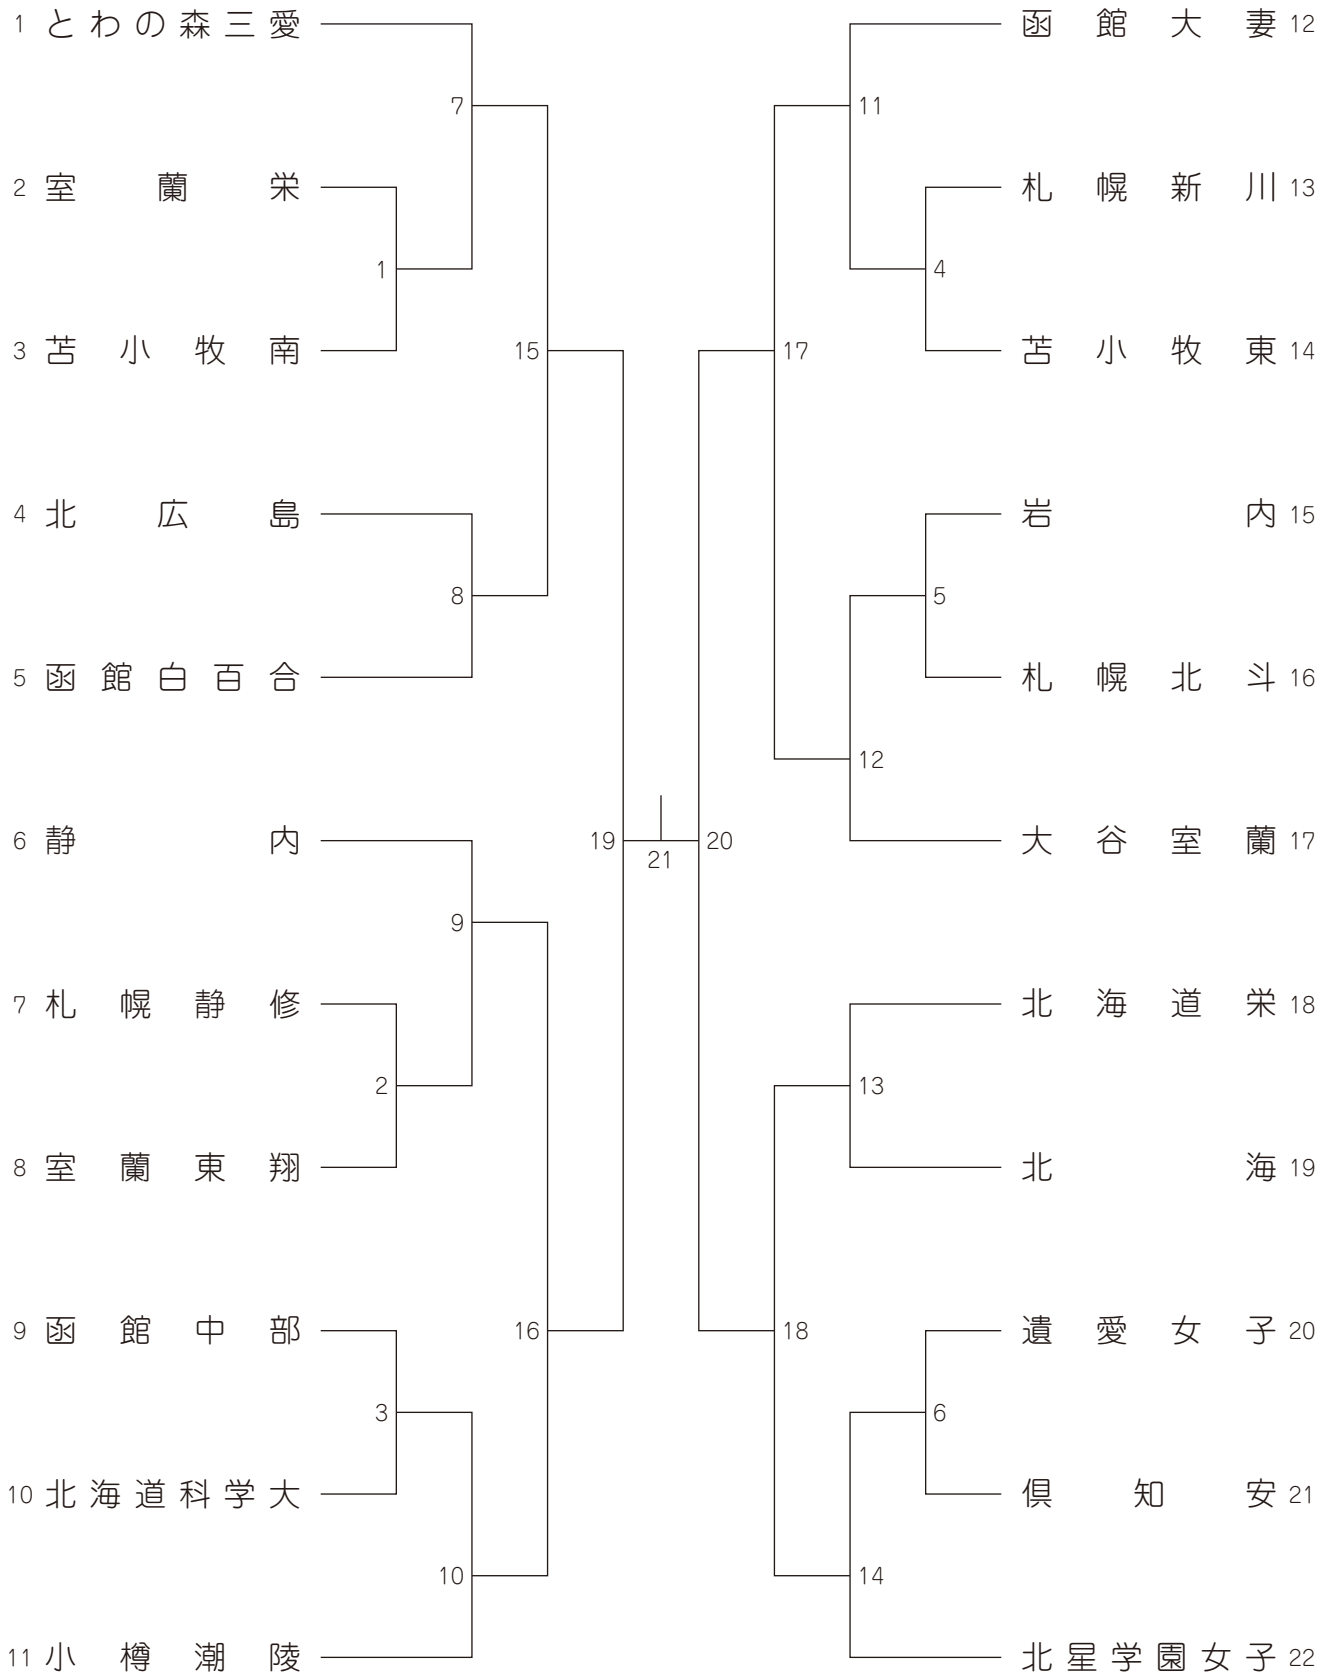 1 とわの森三愛
7
2 室蘭栄
1
3 苫小牧南
15
4 北広島
8
5 函館白百合
6 静内
19
9
7 札幌静修
2
8 室蘭東翔
9 函館中部
16
3
10 北海道科学大
10
11 小樽潮陵
21
函館大妻 12
11
札幌新川 13
4
苫小牧東 14
17
岩内 15
5
札幌北斗 16
12
大谷室蘭 17
20
北海道栄 18
13
北海 19
遺愛女子 20
18
6
倶知安 21
14
北星学園女子 22